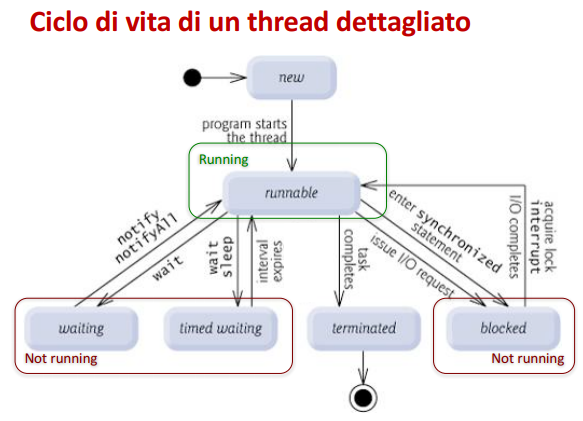 Ciclo di vita di un thread dettagliato
new
program starts
the thread
Running
runnable
notify
notifyAll
wait
wait
sleep
interval
expires
task
completes
issue I/O request
enter synchronized
statement
I/O completes
interrupt
acquire lock
waiting
timed waiting
Not running
terminated
blocked
Not running